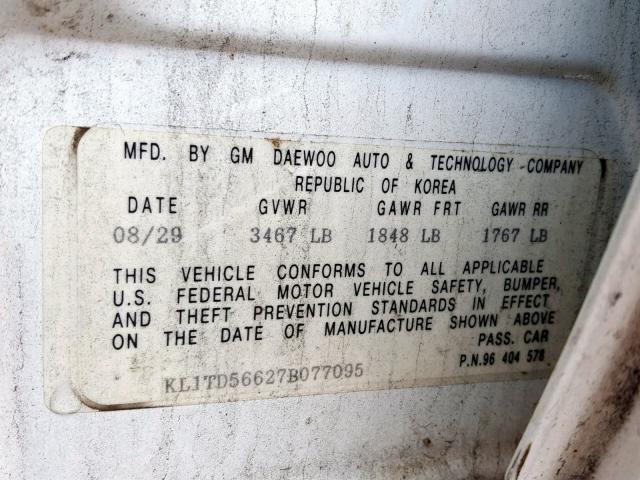 MFD. BY GM DAEWOO AUTO & TECHNOLOGY COMPANY
REPUBLIC OF KOREA
DATE GVWR GAWR FRT GAWR RR
08/29 3467 LB 1848 LB 1767 LB
THIS VEHICLE CONFORMS TO ALL APPLICABLE
U.S. FEDERAL MOTOR VEHICLE SAFETY, BUMPER,
AND THEFT PREVENTION STANDARDS IN EFFECT
ON THE DATE OF MANUFACTURE SHOWN ABOVE
PASS. CAR
P.N.96 404 578
KL1TD56627B077095